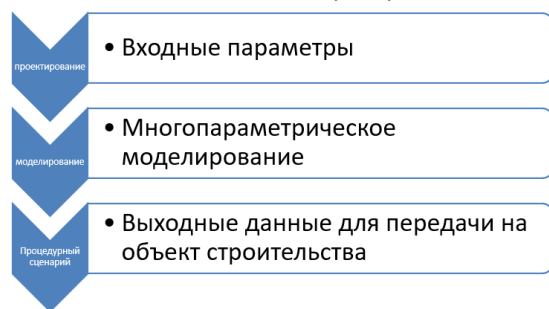 проектирование
• Входные параметры
моделирование
• Многопараметрическое
моделирование
Процедурный
сценарий
• Выходные данные для передачи на
объект строительства